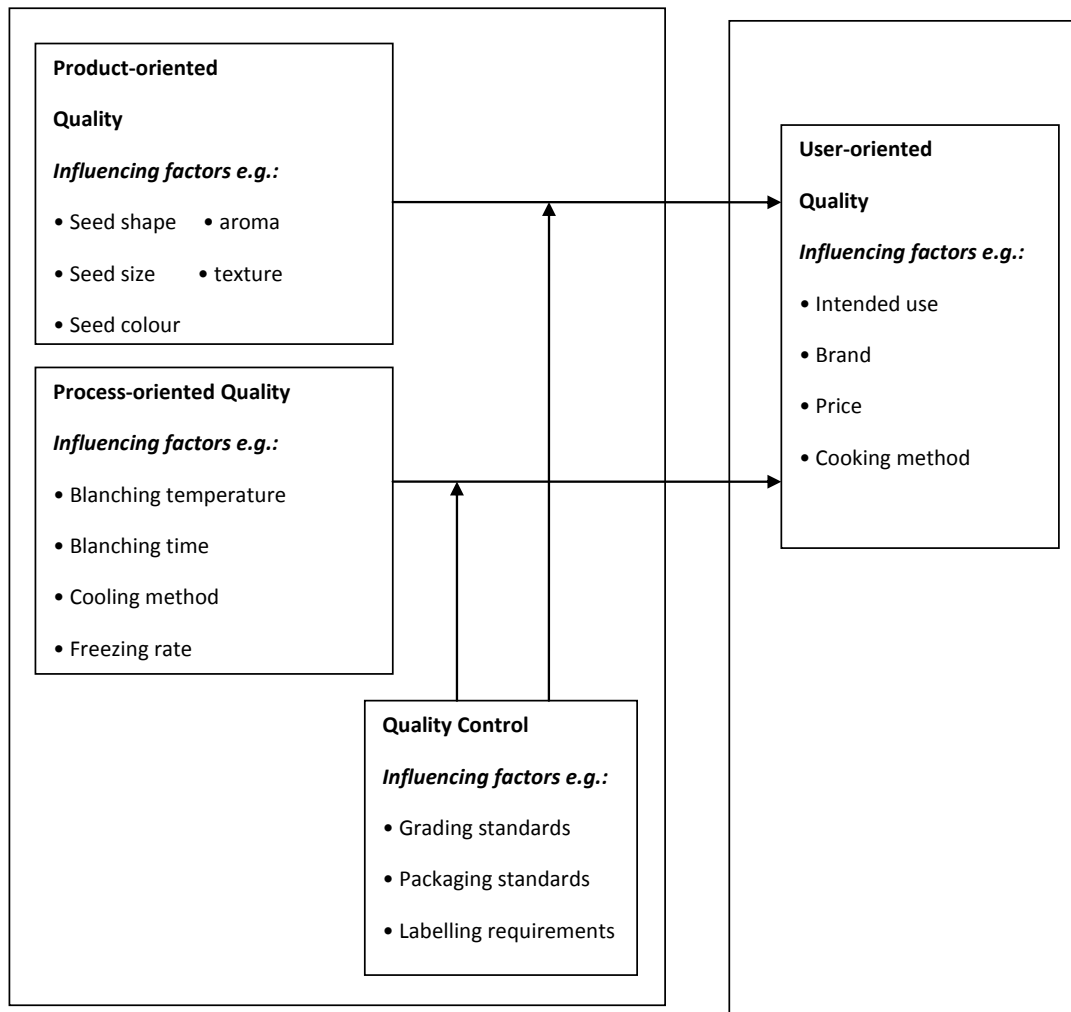 Product-oriented
Quality
Influencing factors e.g.:
• Seed shape • aroma
• Seed size • texture
• Seed colour
Process-oriented Quality
Influencing factors e.g.:
• Blanching temperature
• Blanching time
• Cooling method
• Freezing rate
Quality Control
Influencing factors e.g.:
• Grading standards
• Packaging standards
• Labelling requirements
User-oriented
Quality
Influencing factors e.g.:
• Intended use
• Brand
• Price
• Cooking method